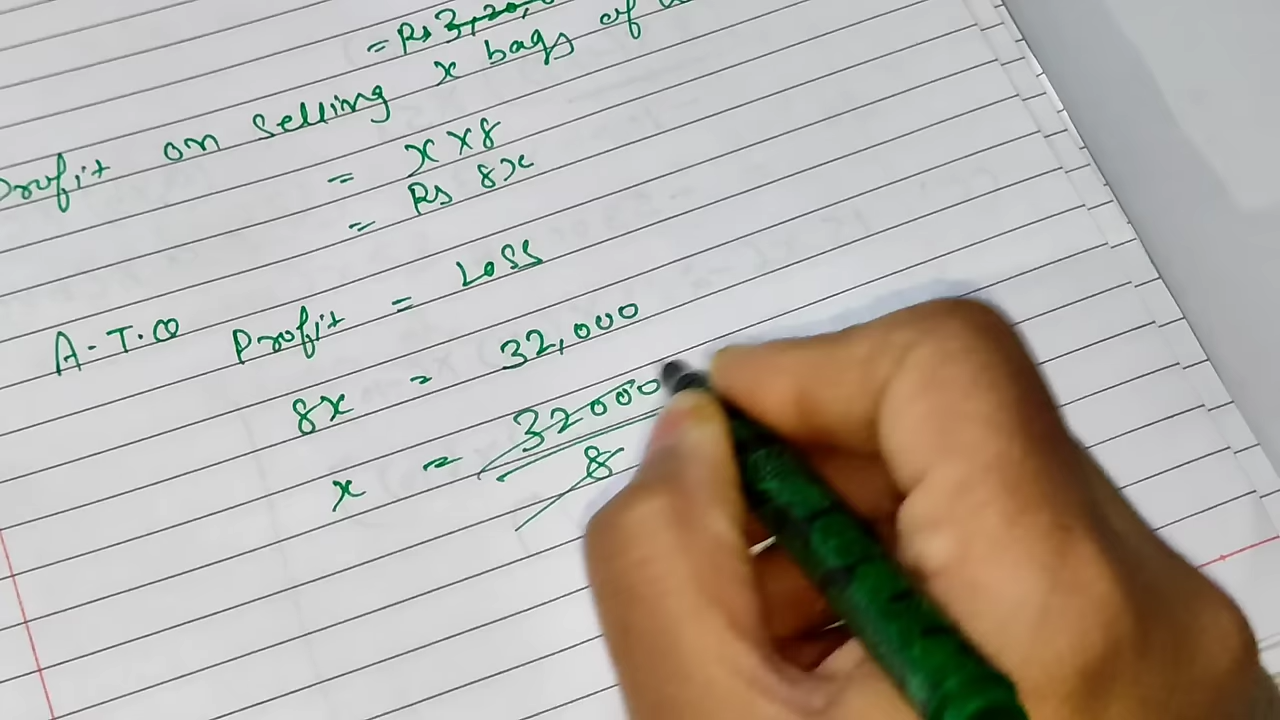 = Rs 3,20,
Profit on selling x bags of
= x × 8
= Rs 8x
A.T.Q Profit = Loss
8x = 32,000
x = 32000
8